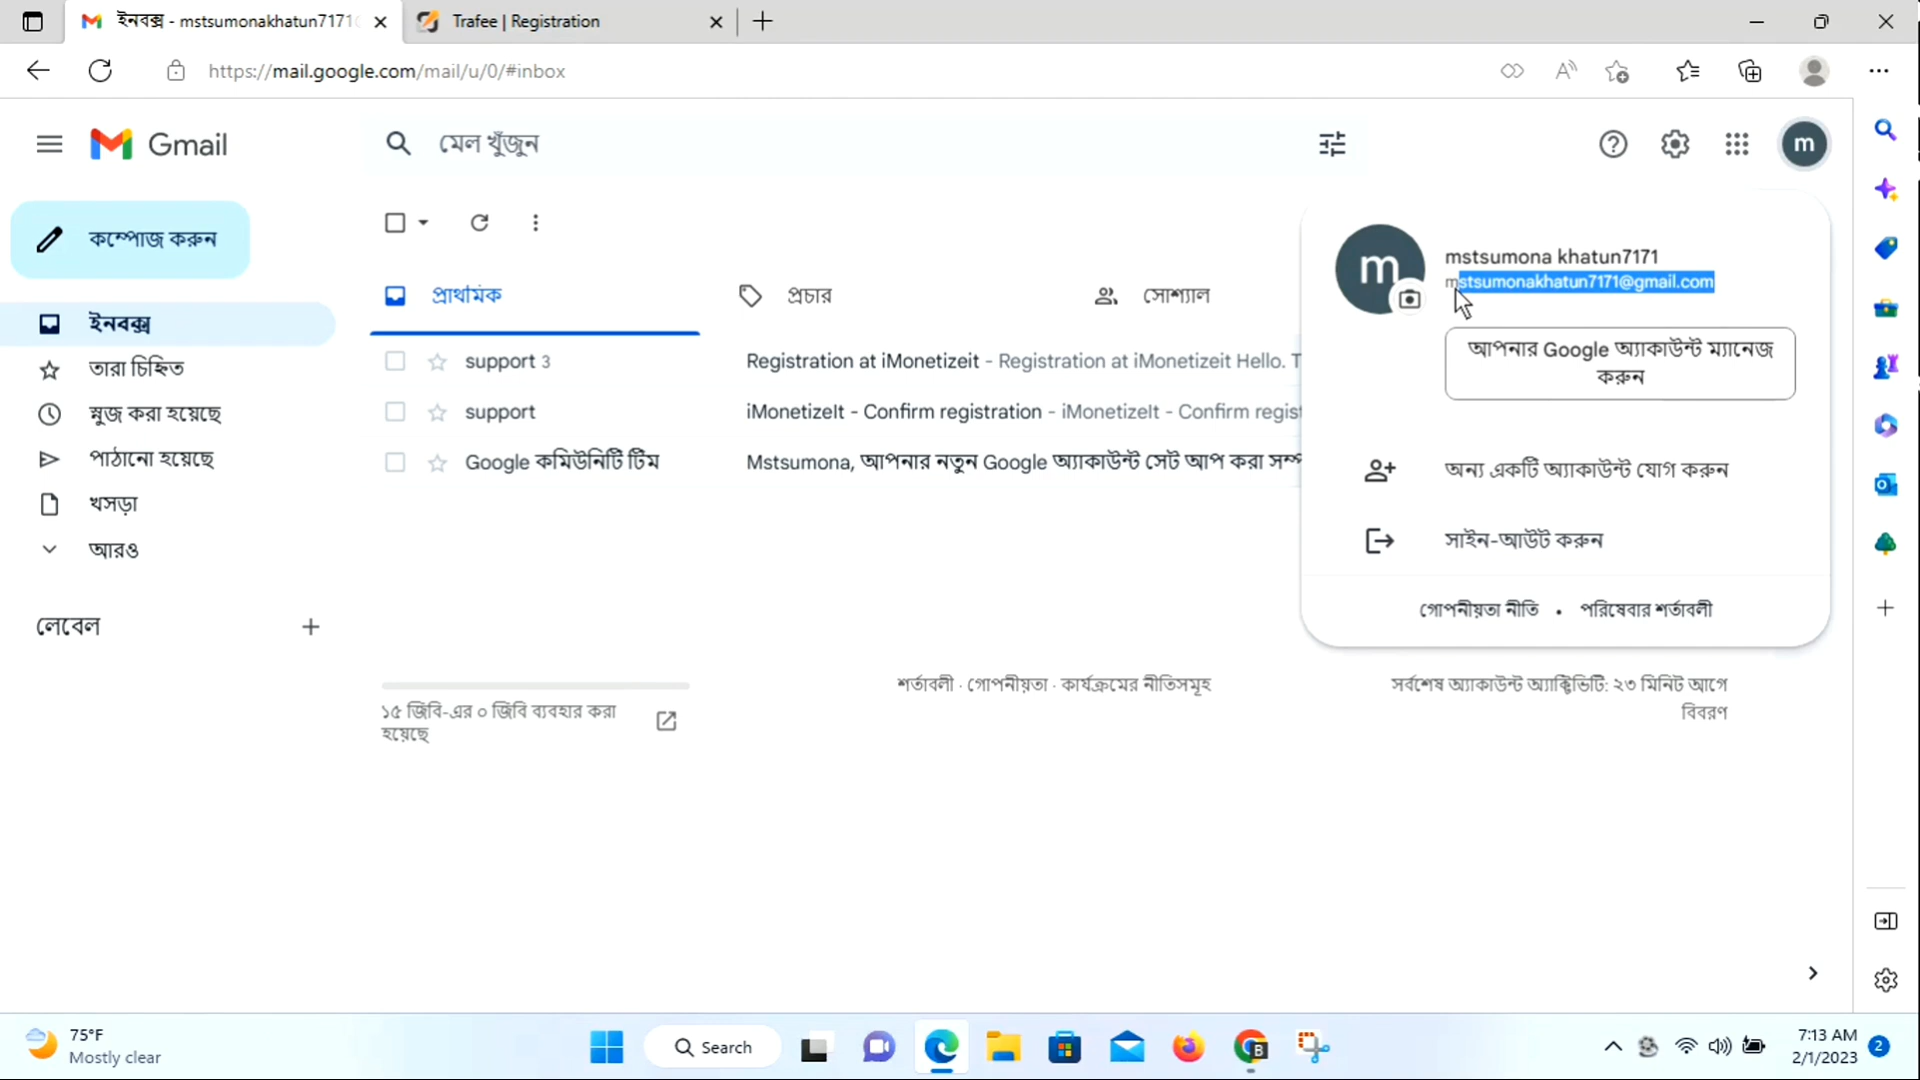 ইনবক্স - mstsumonakhatun7171
Trafee | Registration
https://mail.google.com/mail/u/0/#inbox
Gmail
মেল খুঁজুন
m
কম্পোজ করুন
ইনবক্স
তারা চিহ্নিত
স্নুজ করা হয়েছে
পাঠানো হয়েছে
খসড়া
আরও
লেবেল
প্রাথমিক
প্রচার
সোশ্যাল
support 3
Registration at iMonetizeit - Registration at iMonetizeit Hello. T
support
iMonetizeIt - Confirm registration - iMonetizeIt - Confirm regist
Google কমিউনিটি টিম
Mstsumona, আপনার নতুন Google অ্যাকাউন্ট সেট আপ করা সম্প
m
mstsumona khatun7171
mstsumonakhatun7171@gmail.com
আপনার Google অ্যাকাউন্ট ম্যানেজ
করুন
অন্য একটি অ্যাকাউন্ট যোগ করুন
সাইন-আউট করুন
গোপনীয়তা নীতি • পরিষেবার শর্তাবলী
১৫ জিবি-এর ০ জিবি ব্যবহার করা
হয়েছে
শর্তাবলী · গোপনীয়তা · কার্যক্রমের নীতিসমূহ
সর্বশেষ অ্যাকাউন্ট অ্যাক্টিভিটি: ২৩ মিনিট আগে
বিবরণ
75°F
Mostly clear
Search
B
7:13 AM
2/1/2023
2